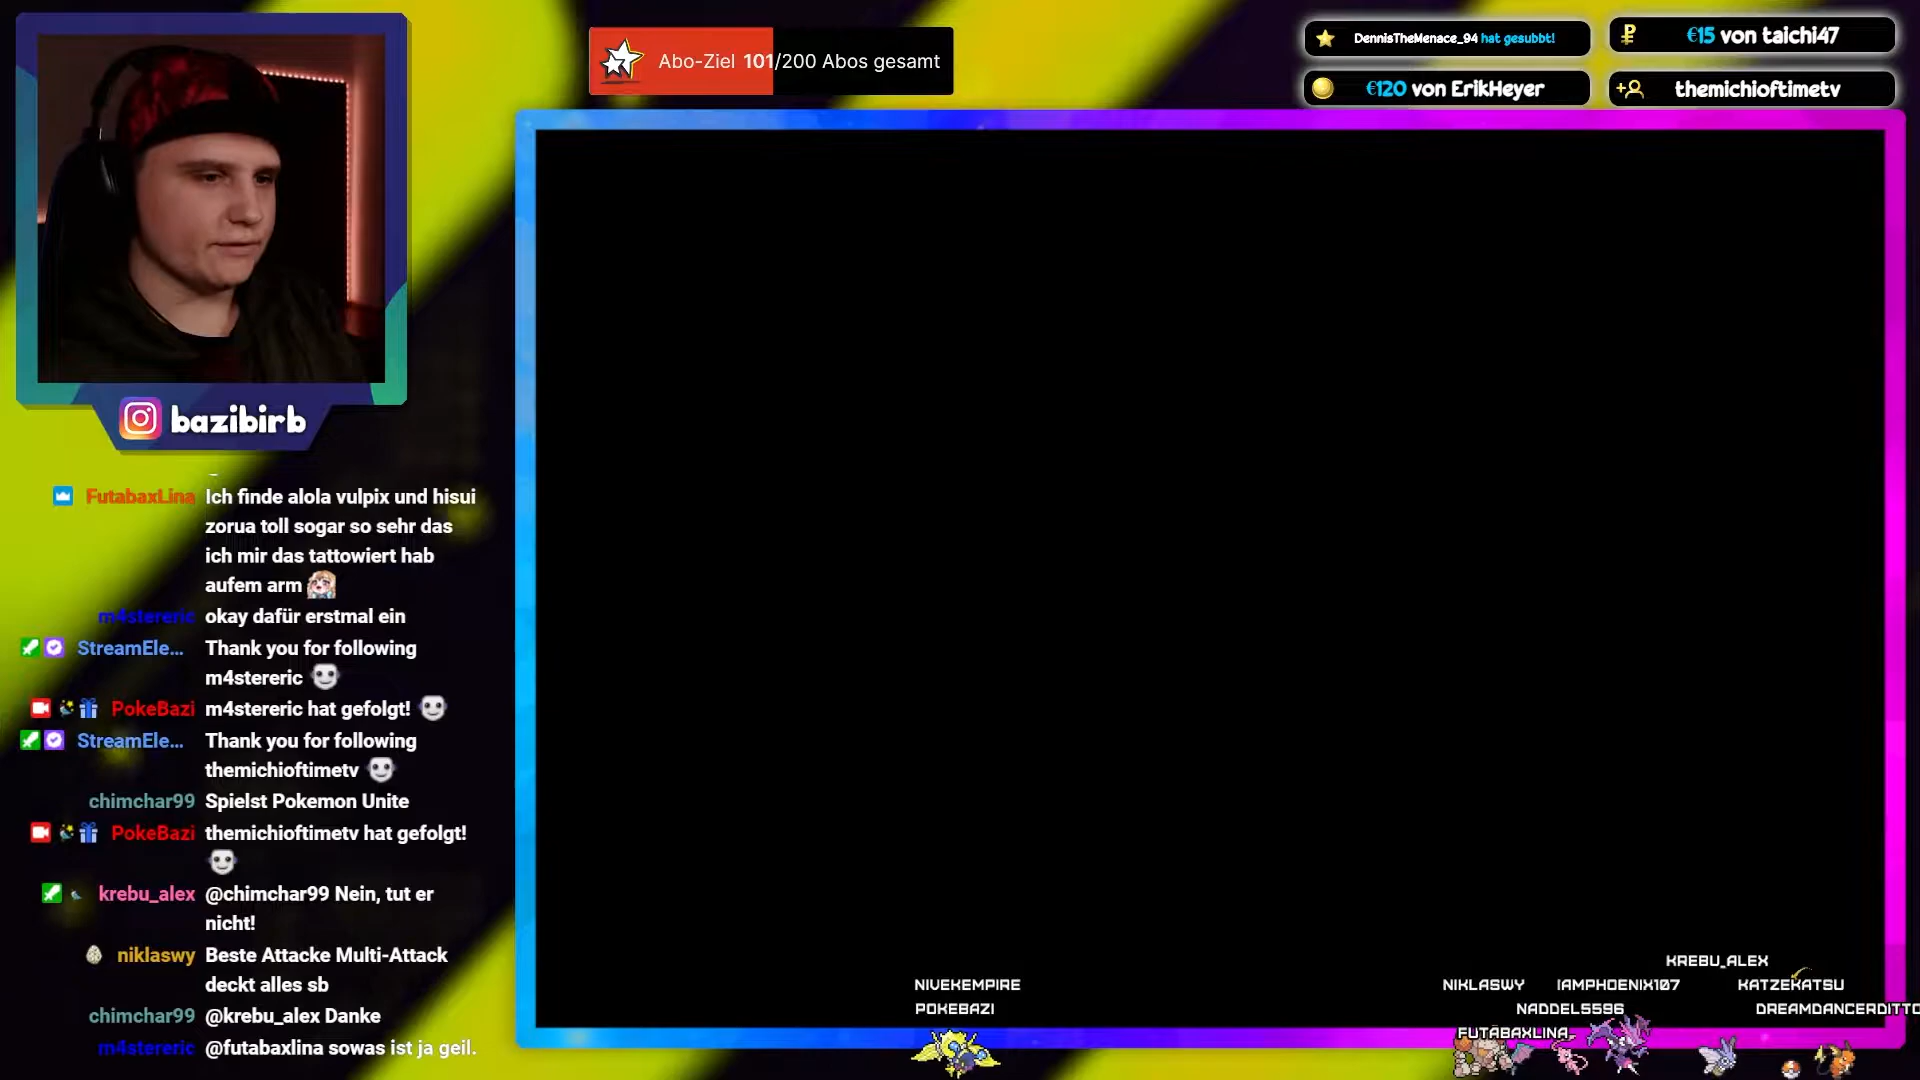 Abo-Ziel 101/200 Abos gesamt
DennisTheMenace_94 hat gesubbt!
€15 von taichi47
€120 von ErikHeyer
themichioftimetv
bazibirb
FutabaxLina Ich finde alola vulpix und hisui
zorua toll sogar so sehr das
ich mir das tattowiert hab
aufem arm
m4stereric okay dafür erstmal ein
StreamEle... Thank you for following
m4stereric
PokeBazi m4stereric hat gefolgt!
StreamEle... Thank you for following
themichioftimetv
chimchar99 Spielst Pokemon Unite
PokeBazi themichioftimetv hat gefolgt!
krebu_alex @chimchar99 Nein, tut er
nicht!
niklaswy Beste Attacke Multi-Attack
deckt alles sb
chimchar99 @krebu_alex Danke
m4stereric @futabaxlina sowas ist ja geil.
KREBU_ALEX
NIVEKEMPIRE
NIKLASWY
IAMPHOENIX107
KATZEKATSU
POKEBAZI
NADDEL5596
DREAMDANCERDITTO
FUTABAXLINA_